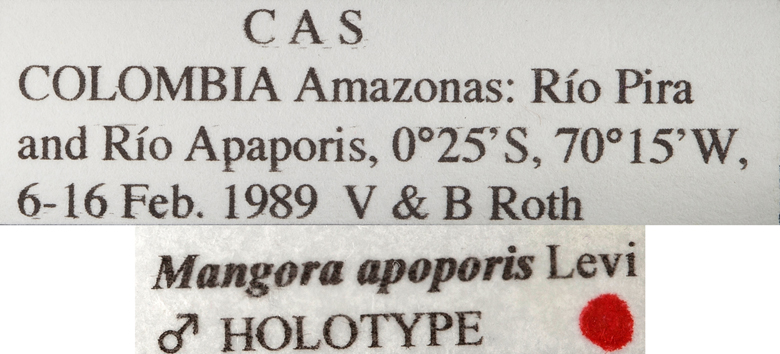 C A S
COLOMBIA Amazonas: Río Pira
and Río Apaporis, 0°25’S, 70°15’W,
6-16 Feb. 1989 V & B Roth
Mangora apoporis Levi
♂ HOLOTYPE